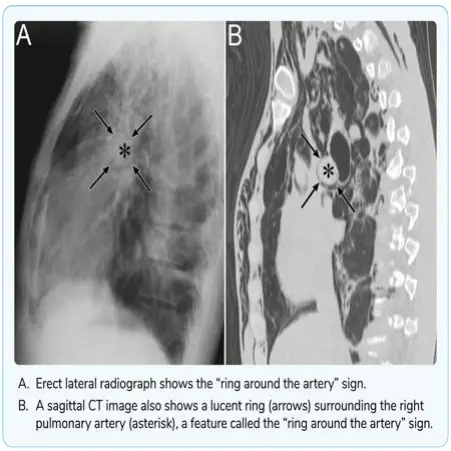 A
B
*
*
A. Erect lateral radiograph shows the “ring around the artery” sign.
B. A sagittal CT image also shows a lucent ring (arrows) surrounding the right
pulmonary artery (asterisk), a feature called the “ring around the artery” sign.